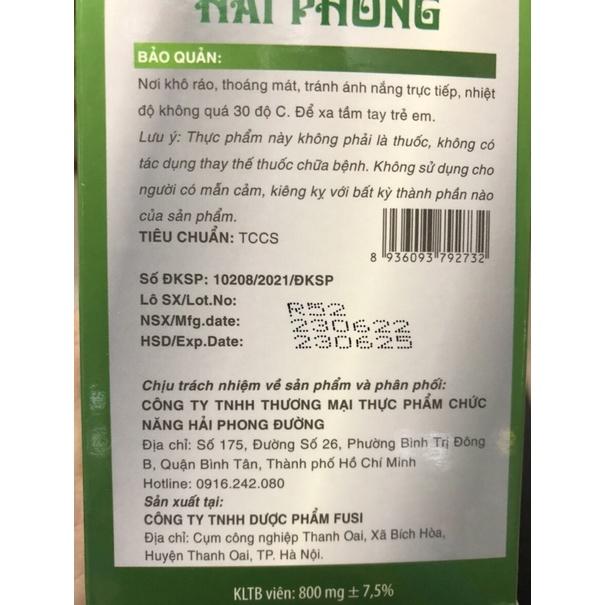 HẢI PHONG
BẢO QUẢN:
Nơi khô ráo, thoáng mát, tránh ánh nắng trực tiếp, nhiệt
độ không quá 30 độ C. Để xa tầm tay trẻ em.
Lưu ý: Thực phẩm này không phải là thuốc, không có
tác dụng thay thế thuốc chữa bệnh. Không sử dụng cho
người có mẫn cảm, kiêng kỵ với bất kỳ thành phần nào
của sản phẩm.
TIÊU CHUẨN: TCCS
8 936093 792732
Số ĐKSP: 10208/2021/ĐKSP
Lô SX/Lot.No: R52
NSX/Mfg.date: 230622
HSD/Exp.Date: 230625
Chịu trách nhiệm về sản phẩm và phân phối:
CÔNG TY TNHH THƯƠNG MẠI THỰC PHẨM CHỨC
NĂNG HẢI PHONG ĐƯỜNG
Địa chỉ: Số 175, Đường Số 26, Phường Bình Trị Đông
B, Quận Bình Tân, Thành phố Hồ Chí Minh
Hotline: 0916.242.080
Sản xuất tại:
CÔNG TY TNHH DƯỢC PHẨM FUSI
Địa chỉ: Cụm công nghiệp Thanh Oai, Xã Bích Hòa,
Huyện Thanh Oai, TP. Hà Nội.
KLTB viên: 800 mg ± 7,5%